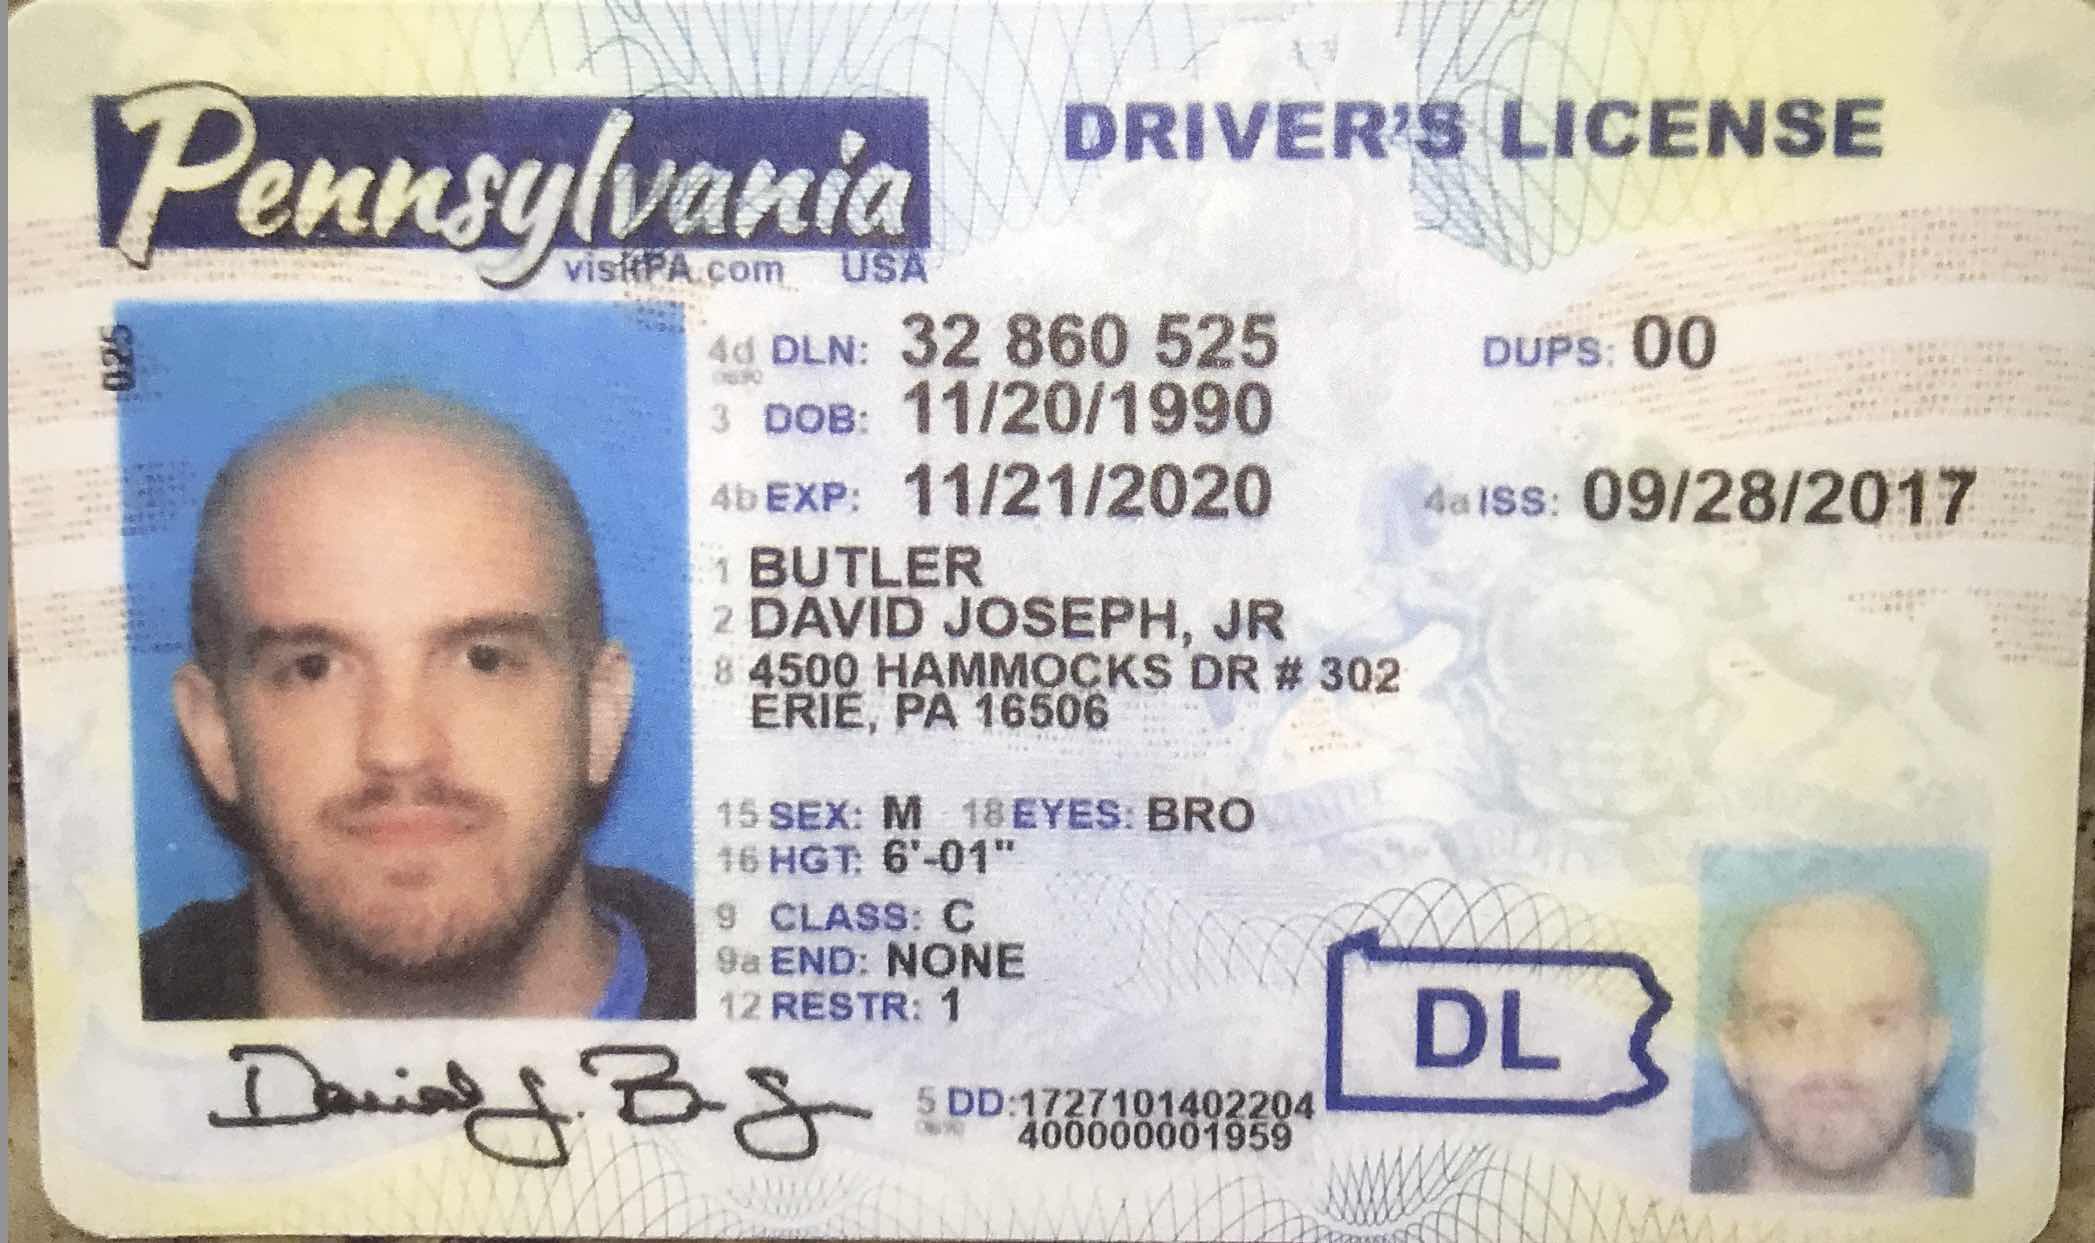 Pennsylvania
visitPA.com USA
DRIVER'S LICENSE
025
4d DLN: 32 860 525 DUPS: 00
3 DOB: 11/20/1990
4b EXP: 11/21/2020 4a ISS: 09/28/2017
1 BUTLER
2 DAVID JOSEPH, JR
8 4500 HAMMOCKS DR # 302
ERIE, PA 16506
15 SEX: M 18 EYES: BRO
16 HGT: 6'-01"
9 CLASS: C
9a END: NONE
12 RESTR: 1
DL
David J. B
5 DD:1727101402204
400000001959